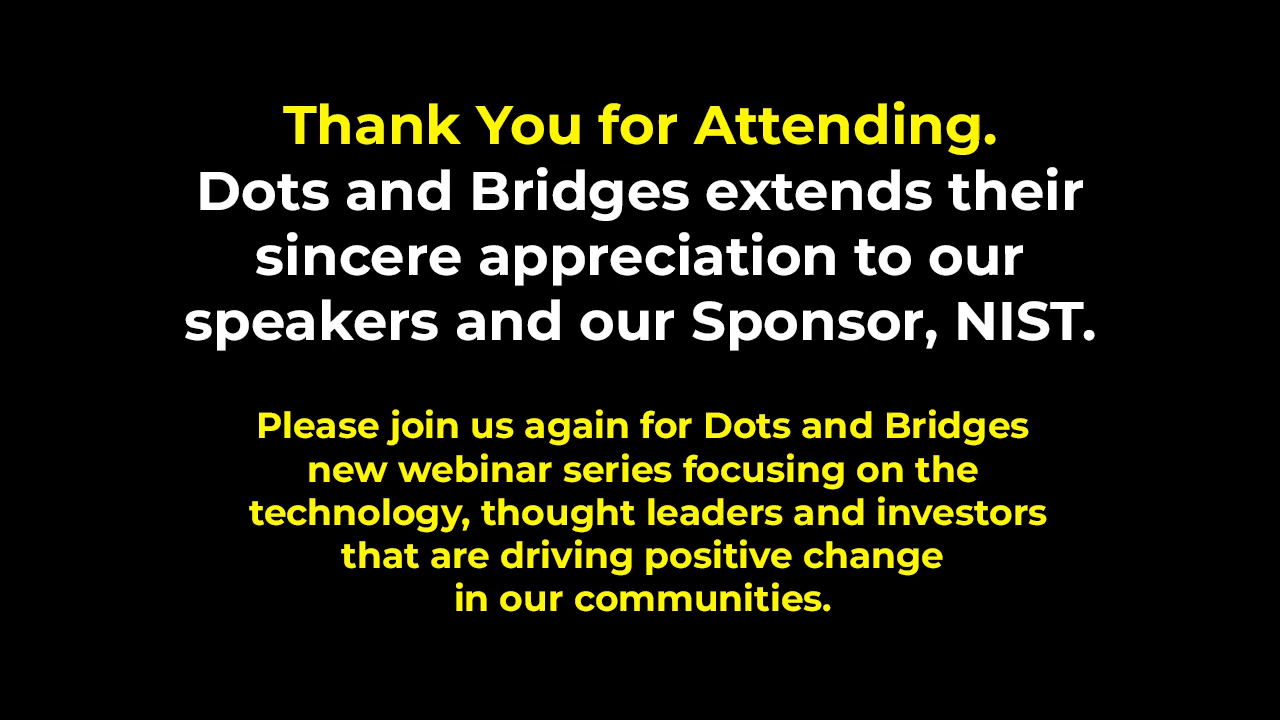 Thank You for Attending.
Dots and Bridges extends their
sincere appreciation to our
speakers and our Sponsor, NIST.
Please join us again for Dots and Bridges
new webinar series focusing on the
technology, thought leaders and investors
that are driving positive change
in our communities.